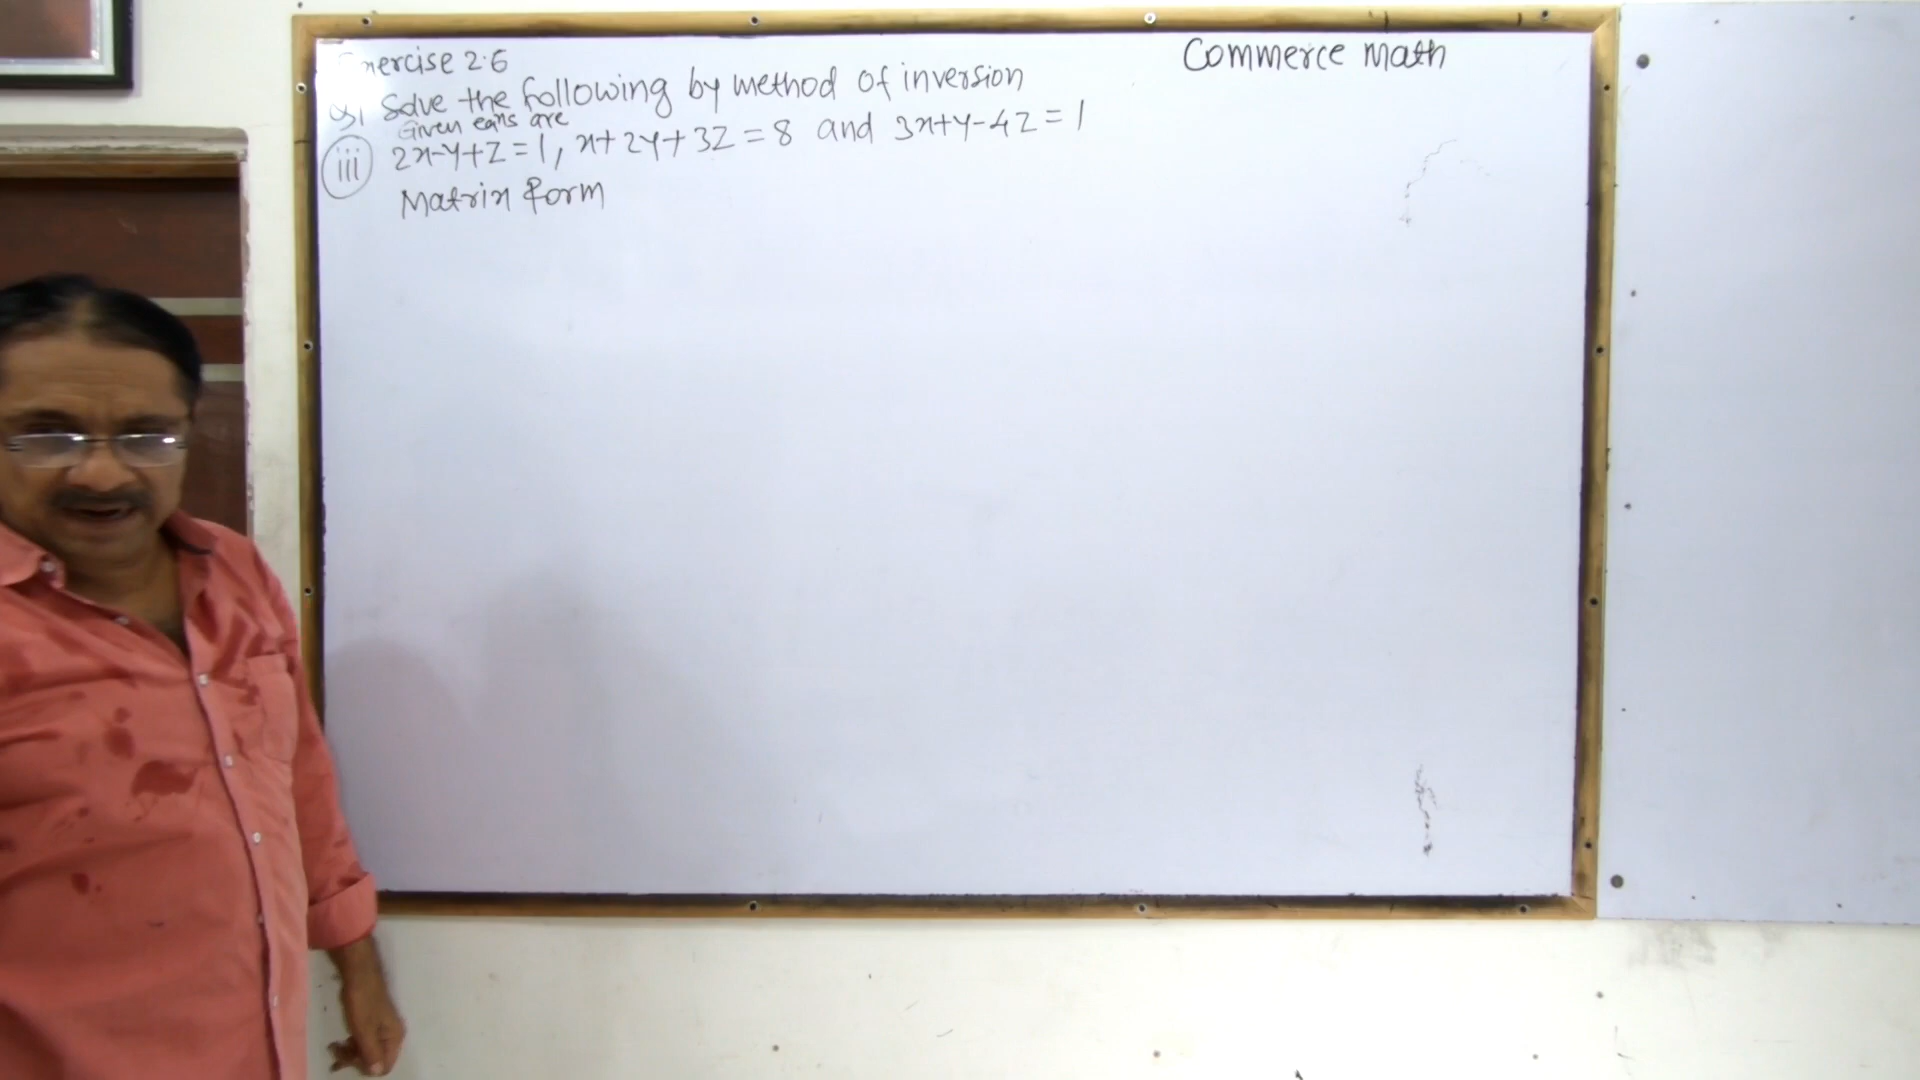 Exercise 2.6
Commerce Math
Q1 Solve the following by method of inversion
Given eqns are
iii 2x-y+z=1, x+2y+3z=8 and 3x+y-4z=1
Matrix form